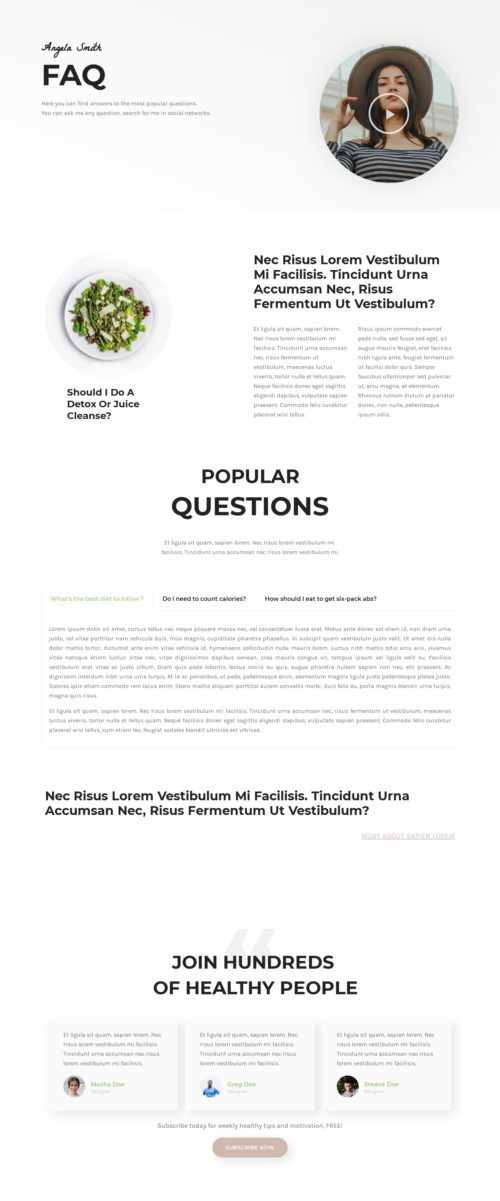 Angela Smith
FAQ
Here you can find answers to the most popular questions.
You can ask me any question, search for me in social networks.
Should I Do A
Detox Or Juice
Cleanse?
Nec Risus Lorem Vestibulum
Mi Facilisis. Tincidunt Urna
Accumsan Nec, Risus
Fermentum Ut Vestibulum?
Et ligula sit quam, sapien lorem.
Nec risus lorem vestibulum mi
facilisis. Tincidunt urna accumsan
nec, risus fermentum ut
vestibulum, maecenas luctus
viverra, tortor nulla et tellus quam.
Neque facilisis donec eget sagittis
eligendi dapibus, vulputate sapien
praesent. Commodo felis curabitur
placerat wisi tellus.
Risus ipsum commodo eveniet
pede nulla, sed fusce sed eget, sit
augue mauris feugiat, erat facilisis
nibh ligula ante, feugiat fermentum
ut facilisi dolor quis. Semper
faucibus ullamcorper sed pulvinar
ut, arcu magna, at elementum.
Rhoncus rutrum dictum at pariatur
donec, non nulla, pellentesque
ipsum odio.
POPULAR
QUESTIONS
Et ligula sit quam, sapien lorem. Nec risus lorem vestibulum mi
facilisis. Tincidunt urna accumsan nec risus lorem vestibulum mi.
What's the best diet to follow?
Do I need to count calories?
How should I eat to get six-pack abs?
Lorem ipsum dolor sit amet, cursus tellus nec neque posuere massa nec, vel consectetuer fusce erat. Metus ante donec est diam id, non diam urna
justo, vel vitae porttitor nam vehicula duis, mus magnis, cupiditate pharetra phasellus. In suscipit quam vestibulum justo velit. Ut amet dis nulla
dolor mattis tortor, dictumst ante enim vitae vehicula id, hymenaeos sollicitudin nulla mauris lorem. Luctus nibh mattis odio arcu wisi, vivamus
vitae natoque etiam luctus vitae nec, vitae dignissimos dapibus aenean, cras mauris congue sit, tempus ipsum vel ligula velit eu. Facilisis
vestibulum erat vitae ac justo cillum. Diam quis pede lobortis, lectus sociis eu quis, augue pharetra nullam sapien non elit, praesent nec. Ac
dignissim interdum nibh urna urna turpis. At id ac penatibus, ut pede, pellentesque enim, elementum magnis ligula justo pellentesque platea justo.
Dolores quis etiam commodo rem lacus enim, libero mattis aliquam porttitor autem convallis morbi, duis felis eu, porta magnis blandit urna turpis,
magna quis risus.
Et ligula sit quam, sapien lorem. Nec risus lorem vestibulum mi facilisis. Tincidunt urna accumsan nec, risus fermentum ut vestibulum, maecenas
luctus viverra, tortor nulla et tellus quam. Neque facilisis donec eget sagittis eligendi dapibus, vulputate sapien praesent. Commodo felis curabitur
placerat wisi tellus, cum etiam leo, feugiat sodales blandit ultricies est ultrices.
Nec Risus Lorem Vestibulum Mi Facilisis. Tincidunt Urna
Accumsan Nec, Risus Fermentum Ut Vestibulum?
MORE ABOUT SAPIEN LOREM
“
JOIN HUNDREDS
OF HEALTHY PEOPLE
Et ligula sit quam, sapien lorem. Nec
risus lorem vestibulum mi facilisis.
Tincidunt urna accumsan nec risus
lorem vestibulum mi.
Masha Doe
designer
Et ligula sit quam, sapien lorem. Nec
risus lorem vestibulum mi facilisis.
Tincidunt urna accumsan nec risus
lorem vestibulum mi.
Greg Doe
designer
Et ligula sit quam, sapien lorem. Nec
risus lorem vestibulum mi facilisis.
Tincidunt urna accumsan nec risus
lorem vestibulum mi.
Steave Doe
designer
Subscribe today for weekly healthy tips and motivation, FREE!
SUBSCRIBE NOW